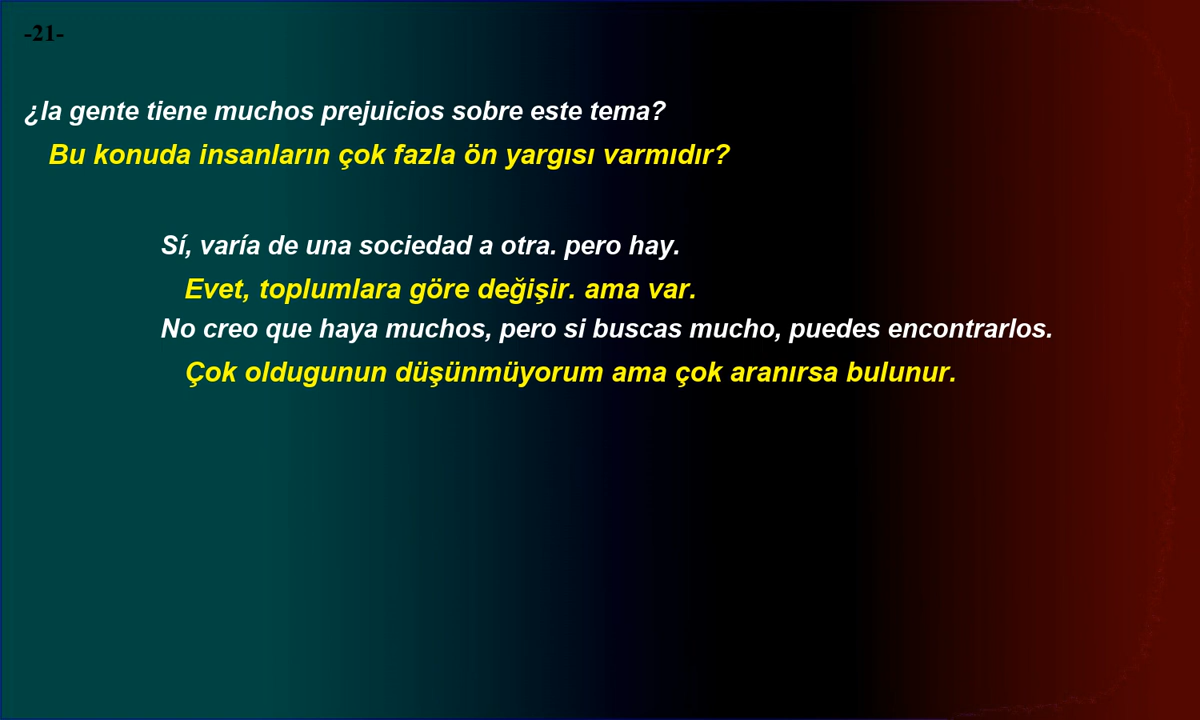 -21-
¿la gente tiene muchos prejuicios sobre este tema?
Bu konuda insanların çok fazla ön yargısı varmıdır?
Sí, varía de una sociedad a otra. pero hay.
Evet, toplumlara göre değişir. ama var.
No creo que haya muchos, pero si buscas mucho, puedes encontrarlos.
Çok oldugunun düşünmüyorum ama çok aranırsa bulunur.